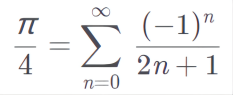 π/4 = ∑_{n=0}^{∞} (-1)^n/(2n+1)